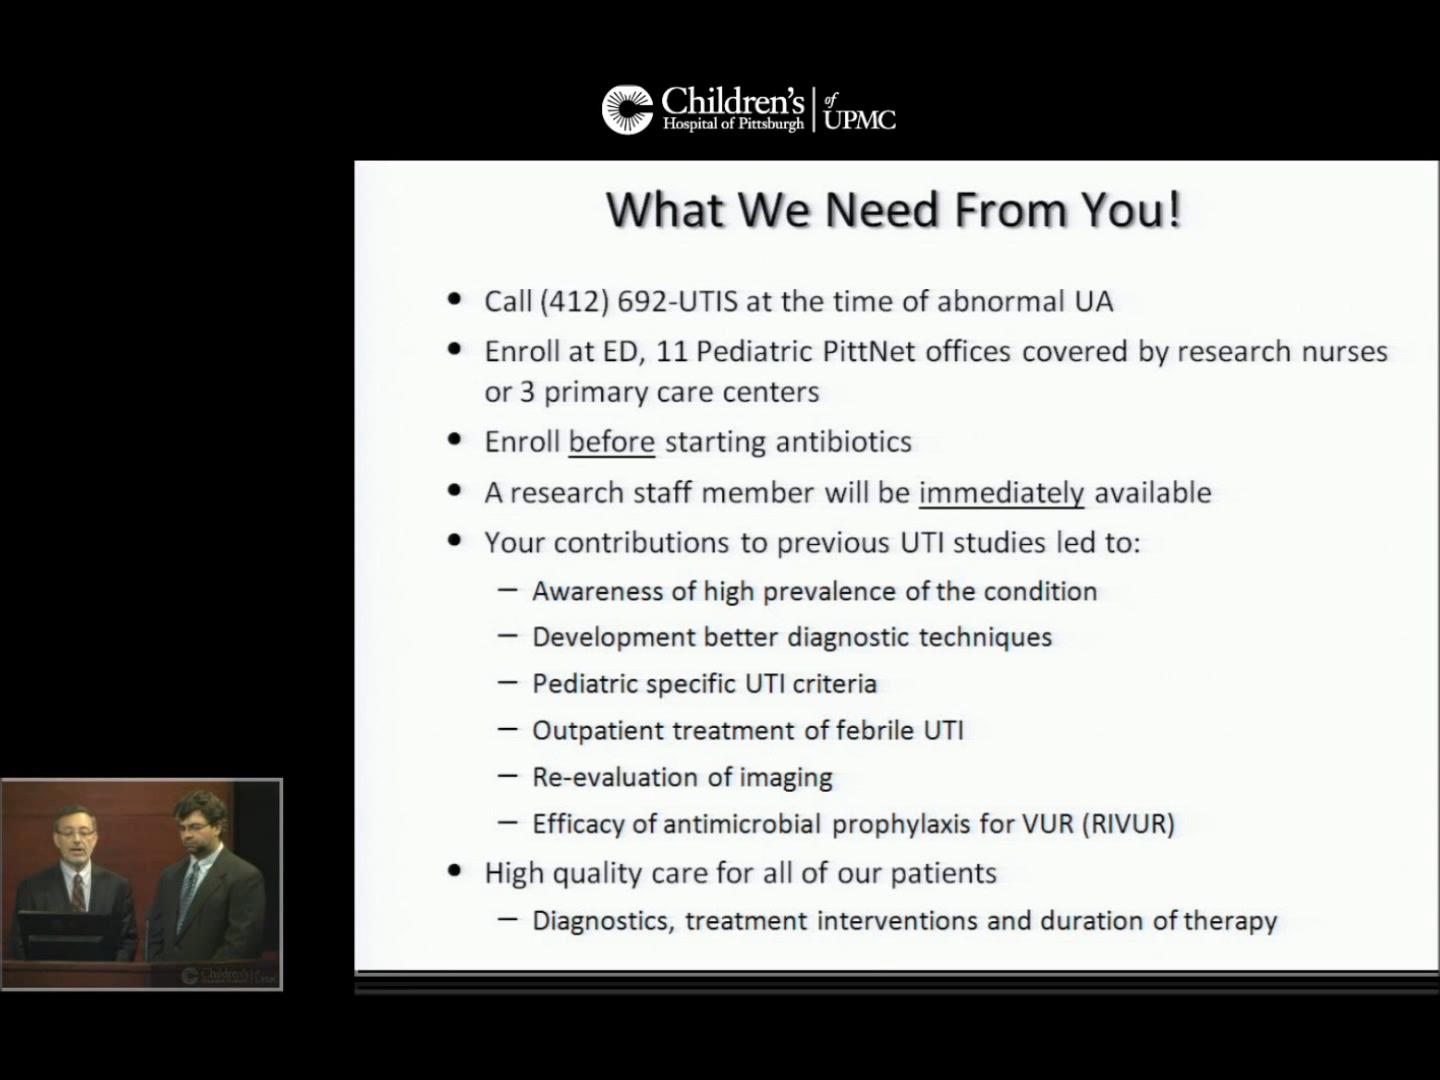 Children's
Hospital of Pittsburgh
of
UPMC
What We Need From You!
• Call (412) 692-UTIS at the time of abnormal UA
• Enroll at ED, 11 Pediatric PittNet offices covered by research nurses
or 3 primary care centers
• Enroll before starting antibiotics
• A research staff member will be immediately available
• Your contributions to previous UTI studies led to:
– Awareness of high prevalence of the condition
– Development better diagnostic techniques
– Pediatric specific UTI criteria
– Outpatient treatment of febrile UTI
– Re-evaluation of imaging
– Efficacy of antimicrobial prophylaxis for VUR (RIVUR)
• High quality care for all of our patients
– Diagnostics, treatment interventions and duration of therapy
Children's